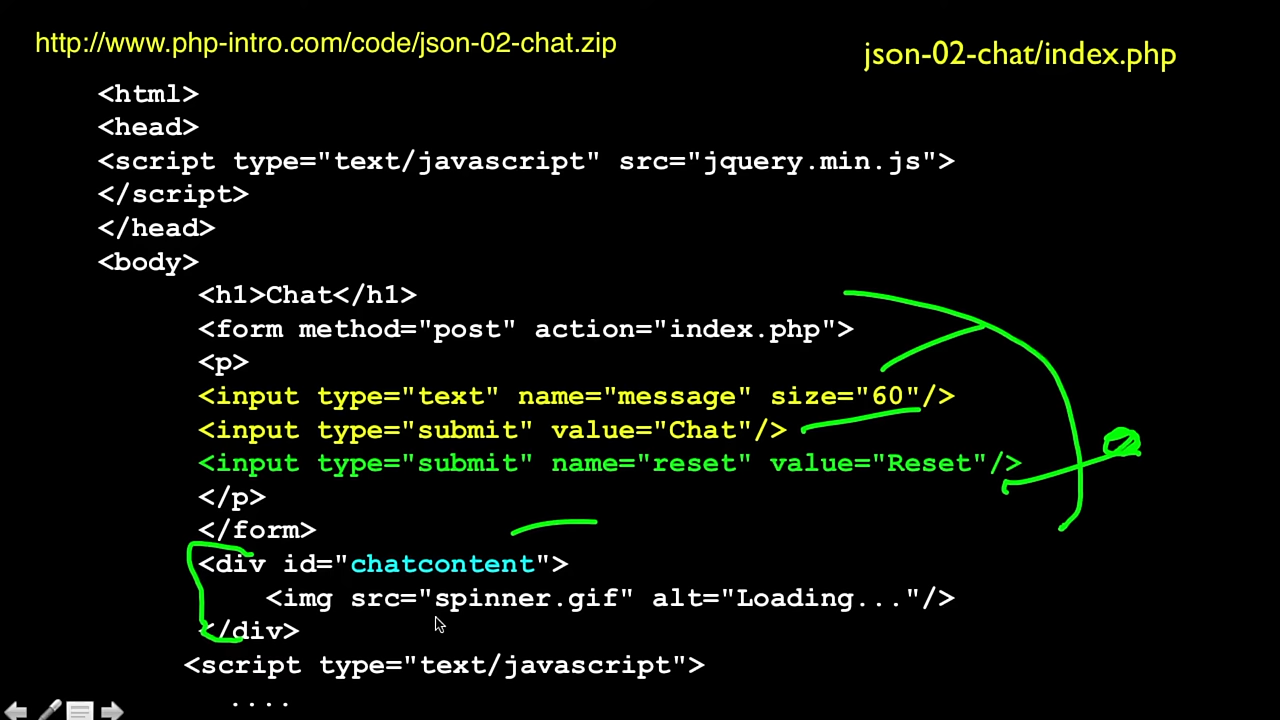 http://www.php-intro.com/code/json-02-chat.zip
json-02-chat/index.php
<html>
<head>
<script type="text/javascript" src="jquery.min.js">
</script>
</head>
<body>
<h1>Chat</h1>
<form method="post" action="index.php">
<p>
<input type="text" name="message" size="60"/>
<input type="submit" value="Chat"/>
<input type="submit" name="reset" value="Reset"/>
</p>
</form>
<div id="chatcontent">
<img src="spinner.gif" alt="Loading..."/>
</div>
<script type="text/javascript">
....